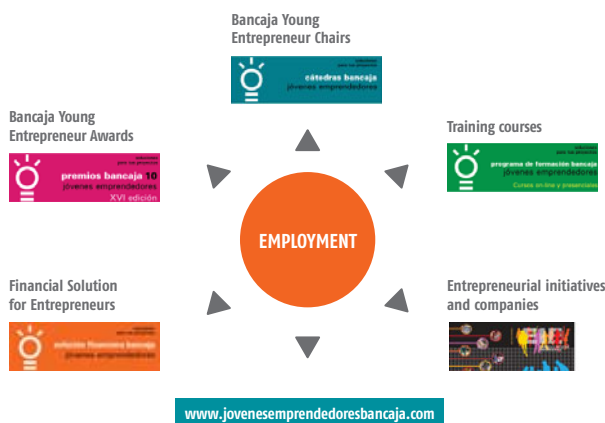 Bancaja Young
Entrepreneur Chairs
cátedras bancaja
jóvenes emprendedores
Bancaja Young
Entrepreneur Awards
premios bancaja 10
jóvenes emprendedores
XVI edición
Training courses
programa de formación bancaja
jóvenes emprendedores
Cursos on-line y presenciales
EMPLOYMENT
Financial Solution
for Entrepreneurs
solución financiera bancaja
jóvenes emprendedores
Entrepreneurial initiatives
and companies
www.jovenesemprendedoresbancaja.com